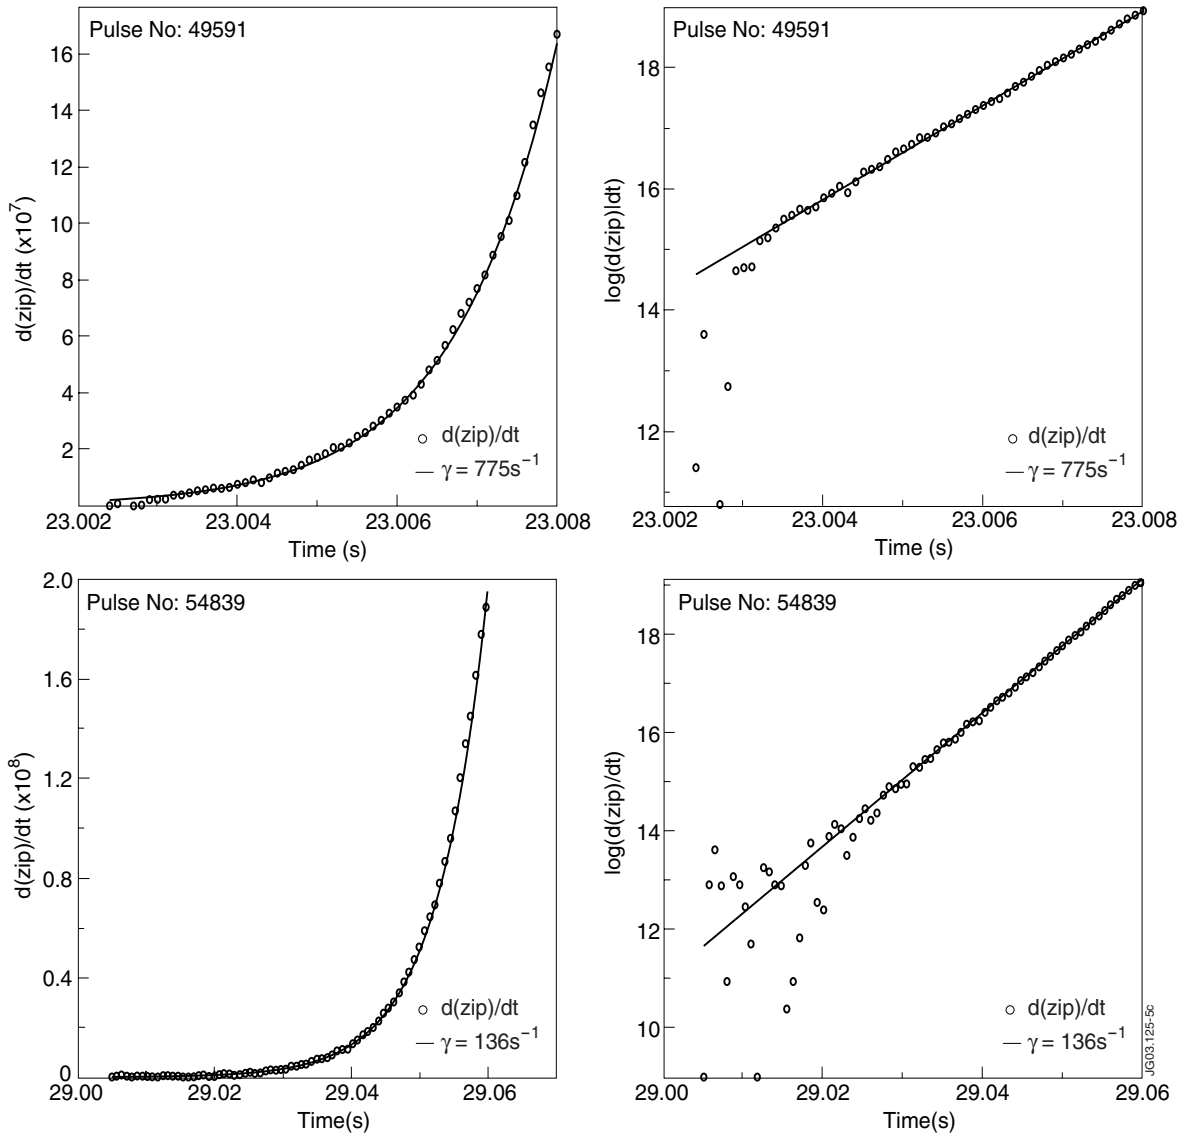 Pulse No: 49591
16
14
12
10
8
6
4
2
d(zip)/dt (x10⁷)
d(zip)/dt
γ = 775s⁻¹
23.002
23.004
23.006
23.008
Time (s)
Pulse No: 49591
18
16
14
12
log(d(zip)ldt)
d(zip)/dt
γ = 775s⁻¹
23.002
23.004
23.006
23.008
Time (s)
Pulse No: 54839
2.0
1.6
1.2
0.8
0.4
0
d(zip)/dt (x10⁸)
d(zip)/dt
γ = 136s⁻¹
29.00
29.02
29.04
29.06
Time(s)
Pulse No: 54839
18
16
14
12
10
log(d(zip)/dt)
d(zip)/dt
γ = 136s⁻¹
29.00
29.02
29.04
29.06
Time(s)
JG03.125-5c